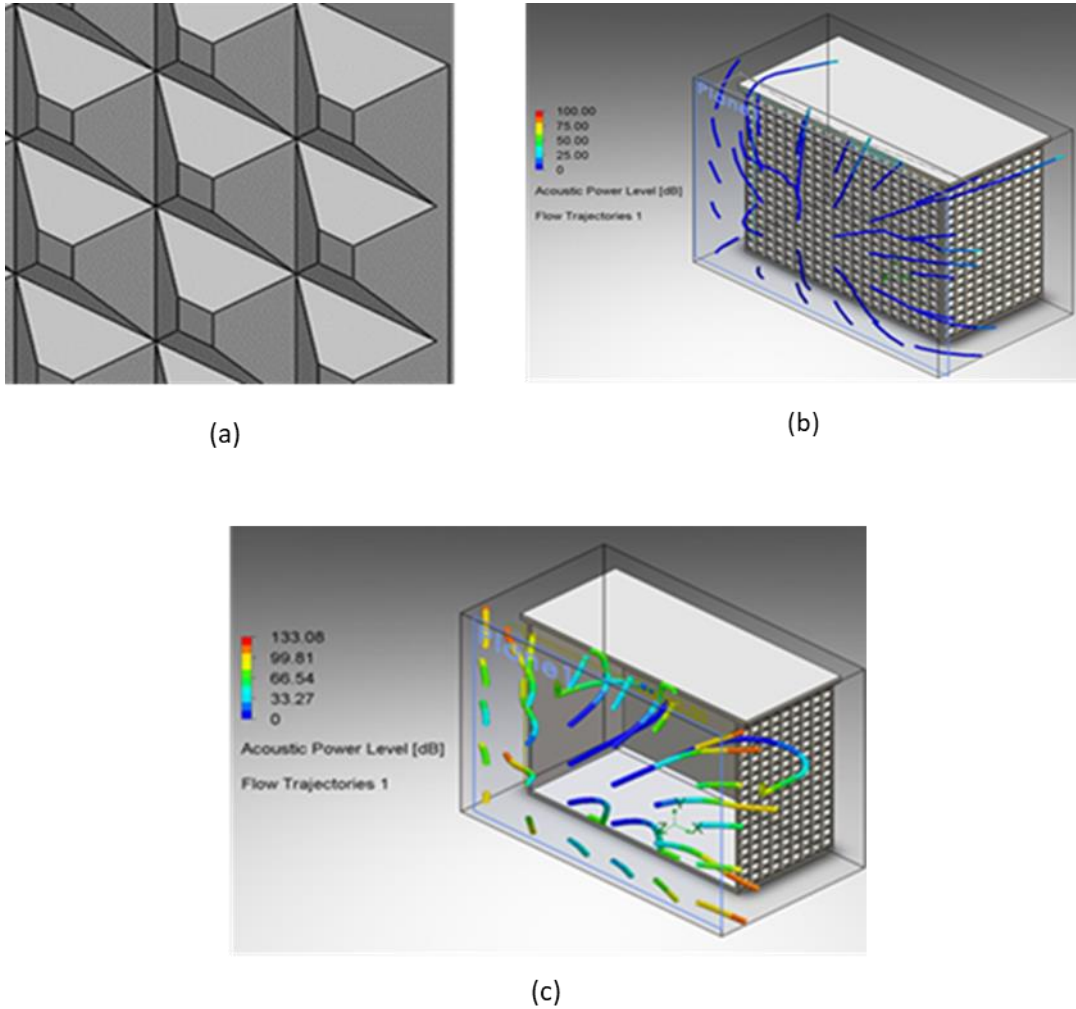 (a)
100.00
75.00
50.00
25.00
0
Acoustic Power Level [dB]
Flow Trajectories 1
(b)
133.08
99.81
66.54
33.27
0
Acoustic Power Level [dB]
Flow Trajectories 1
Plane1
Y
Z
X
(c)